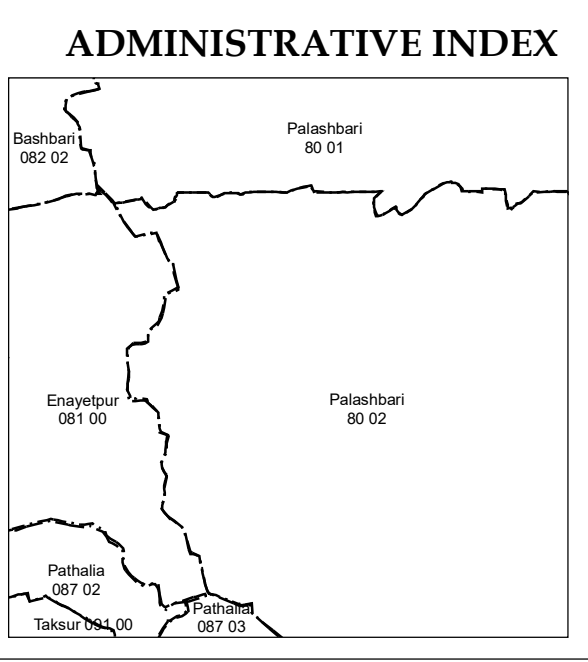 ADMINISTRATIVE INDEX
Palashbari
80 01
Bashbari
082 02
Enayetpur
081 00
Palashbari
80 02
Pathalia
087 02
Pathalia
087 03
Taksur 091 00